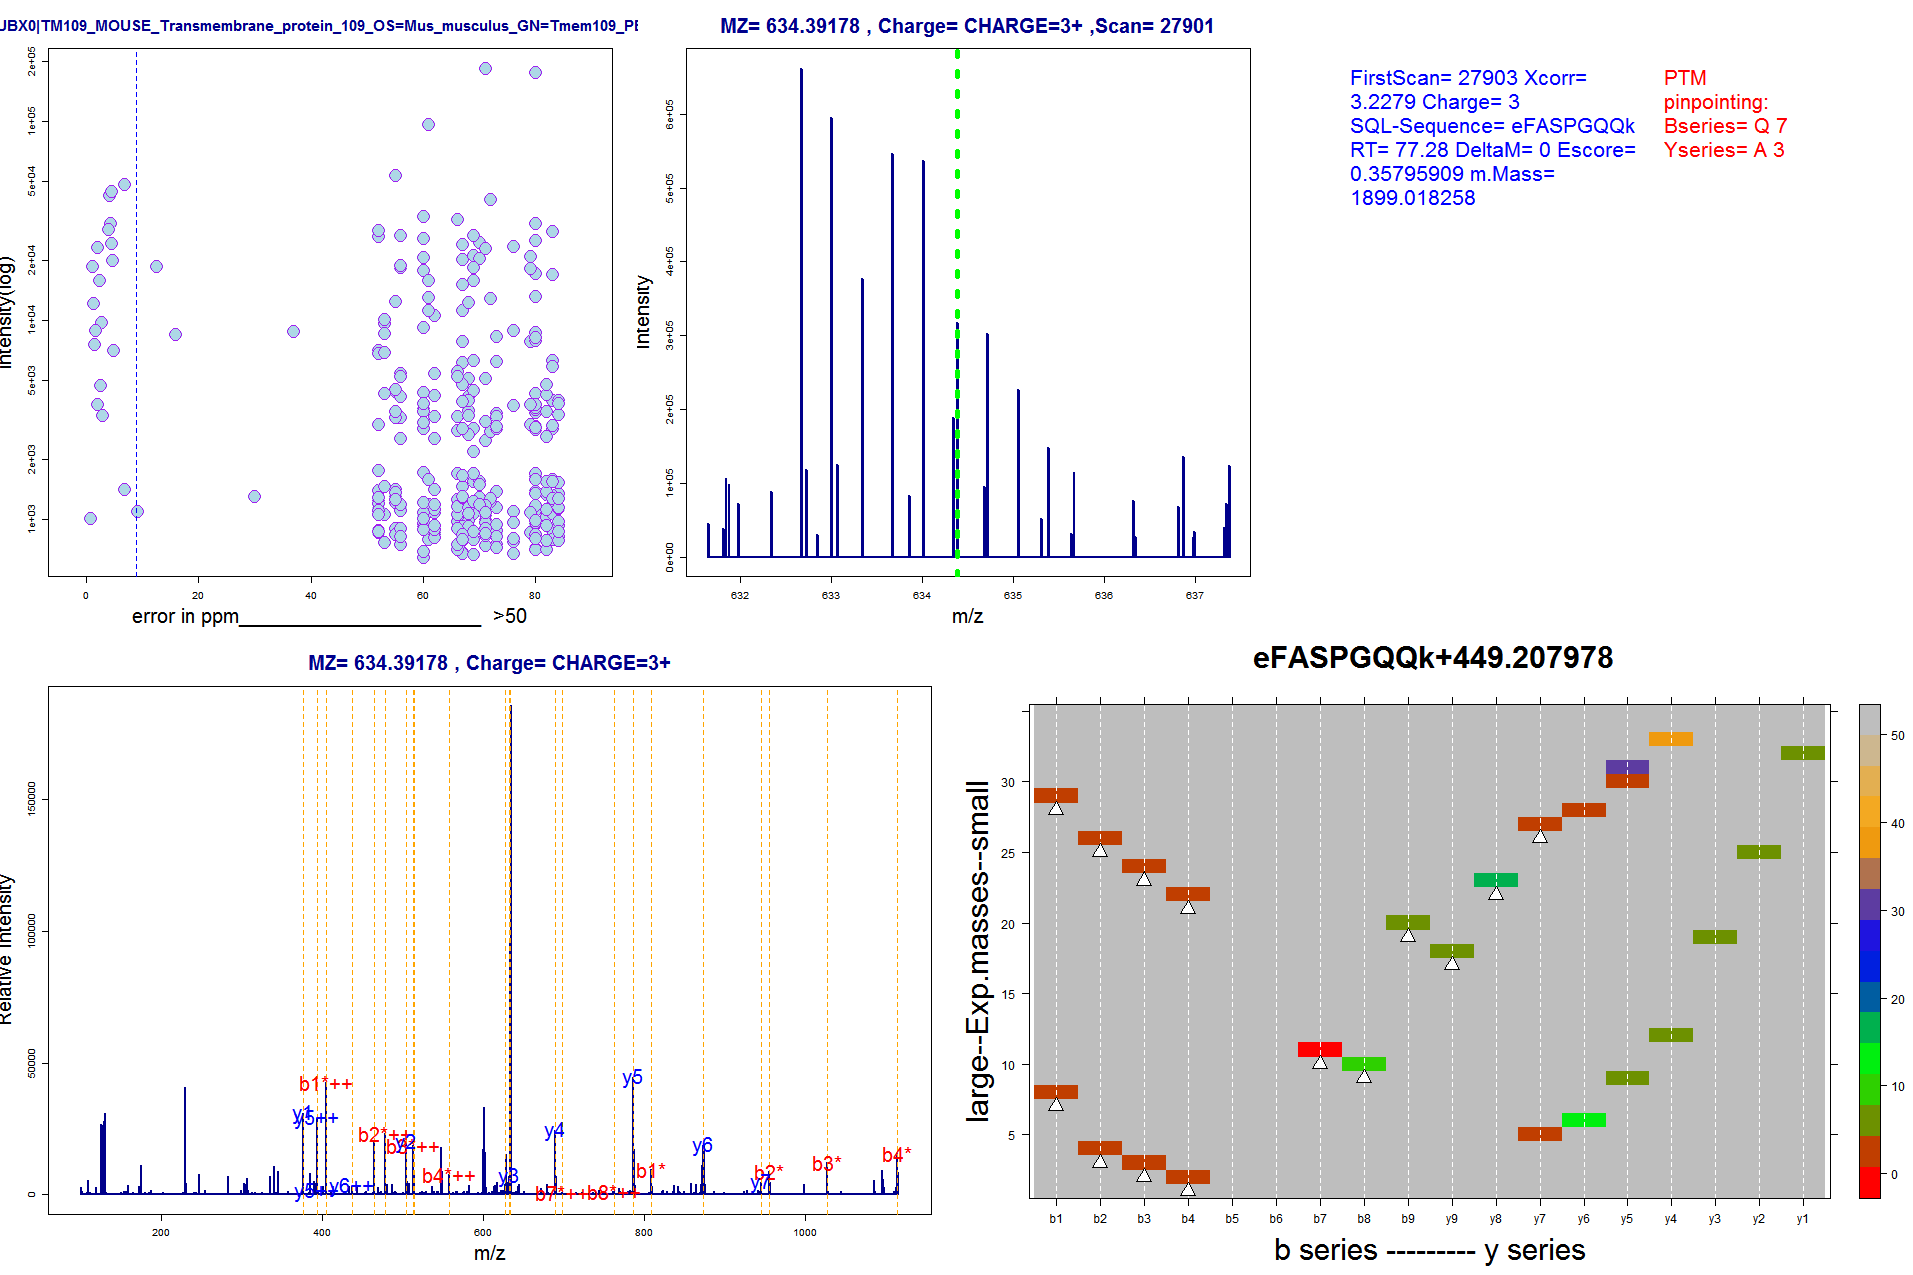 UBX0|TM109_MOUSE_Transmembrane_protein_109_OS=Mus_musculus_GN=Tmem109_PE
MZ= 634.39178 , Charge= CHARGE=3+ ,Scan= 27901
FirstScan= 27903 Xcorr=
3.2279 Charge= 3
SQL-Sequence= eFASPGQQk
RT= 77.28 DeltaM= 0 Escore=
0.35795909 m.Mass=
1899.018258
PTM
pinpointing:
Bseries= Q 7
Yseries= A 3
Intensity(log)
2e+05
1e+05
5e+04
2e+04
1e+04
5e+03
2e+03
1e+03
0 20 40 60 80
error in ppm______________________ >50
Intensity
6e+05
5e+05
4e+05
3e+05
2e+05
1e+05
0e+00
632 633 634 635 636 637
m/z
MZ= 634.39178 , Charge= CHARGE=3+
Relative Intensity
150000
100000
50000
0
b1*++
y1
y5++
b2*++
y2
b3*++
b4*++
y3
y4
y5
b1*
y6
b2*
y7
b3*
b4*
y5++
y6++
b7*++
b8*++
200 400 600 800 1000
m/z
eFASPGQQk+449.207978
large--Exp.masses--small
30
25
20
15
10
5
b1 b2 b3 b4 b5 b6 b7 b8 b9 y9 y8 y7 y6 y5 y4 y3 y2 y1
b series --------- y series
50
40
30
20
10
0